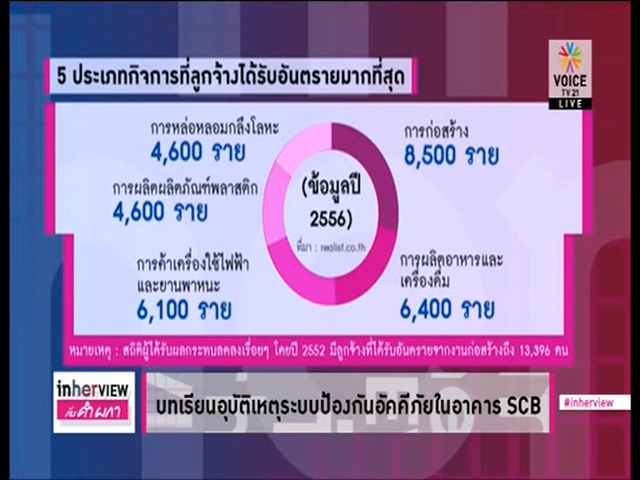 5 ประเภทกิจการที่ลูกจ้างได้รับอันตรายมากที่สุด
VOICE
TV 21
LIVE
การหล่อหลอมกลึงโลหะ
4,600 ราย
การก่อสร้าง
8,500 ราย
การผลิตผลิตภัณฑ์พลาสติก
4,600 ราย
(ข้อมูลปี
2556)
ที่มา : realist.co.th
การค้าเครื่องใช้ไฟฟ้า
และยานพาหนะ
6,100 ราย
การผลิตอาหารและ
เครื่องดื่ม
6,400 ราย
หมายเหตุ : สถิติผู้ได้รับผลกระทบลดลงเรื่อยๆ โดยปี 2552 มีลูกจ้างที่ได้รับอันตรายจากงานก่อสร้างถึง 13,396 คน
inherVIEW
กับคำผกา
บทเรียนอุบัติเหตุระบบป้องกันอัคคีภัยในอาคาร SCB
#inherview